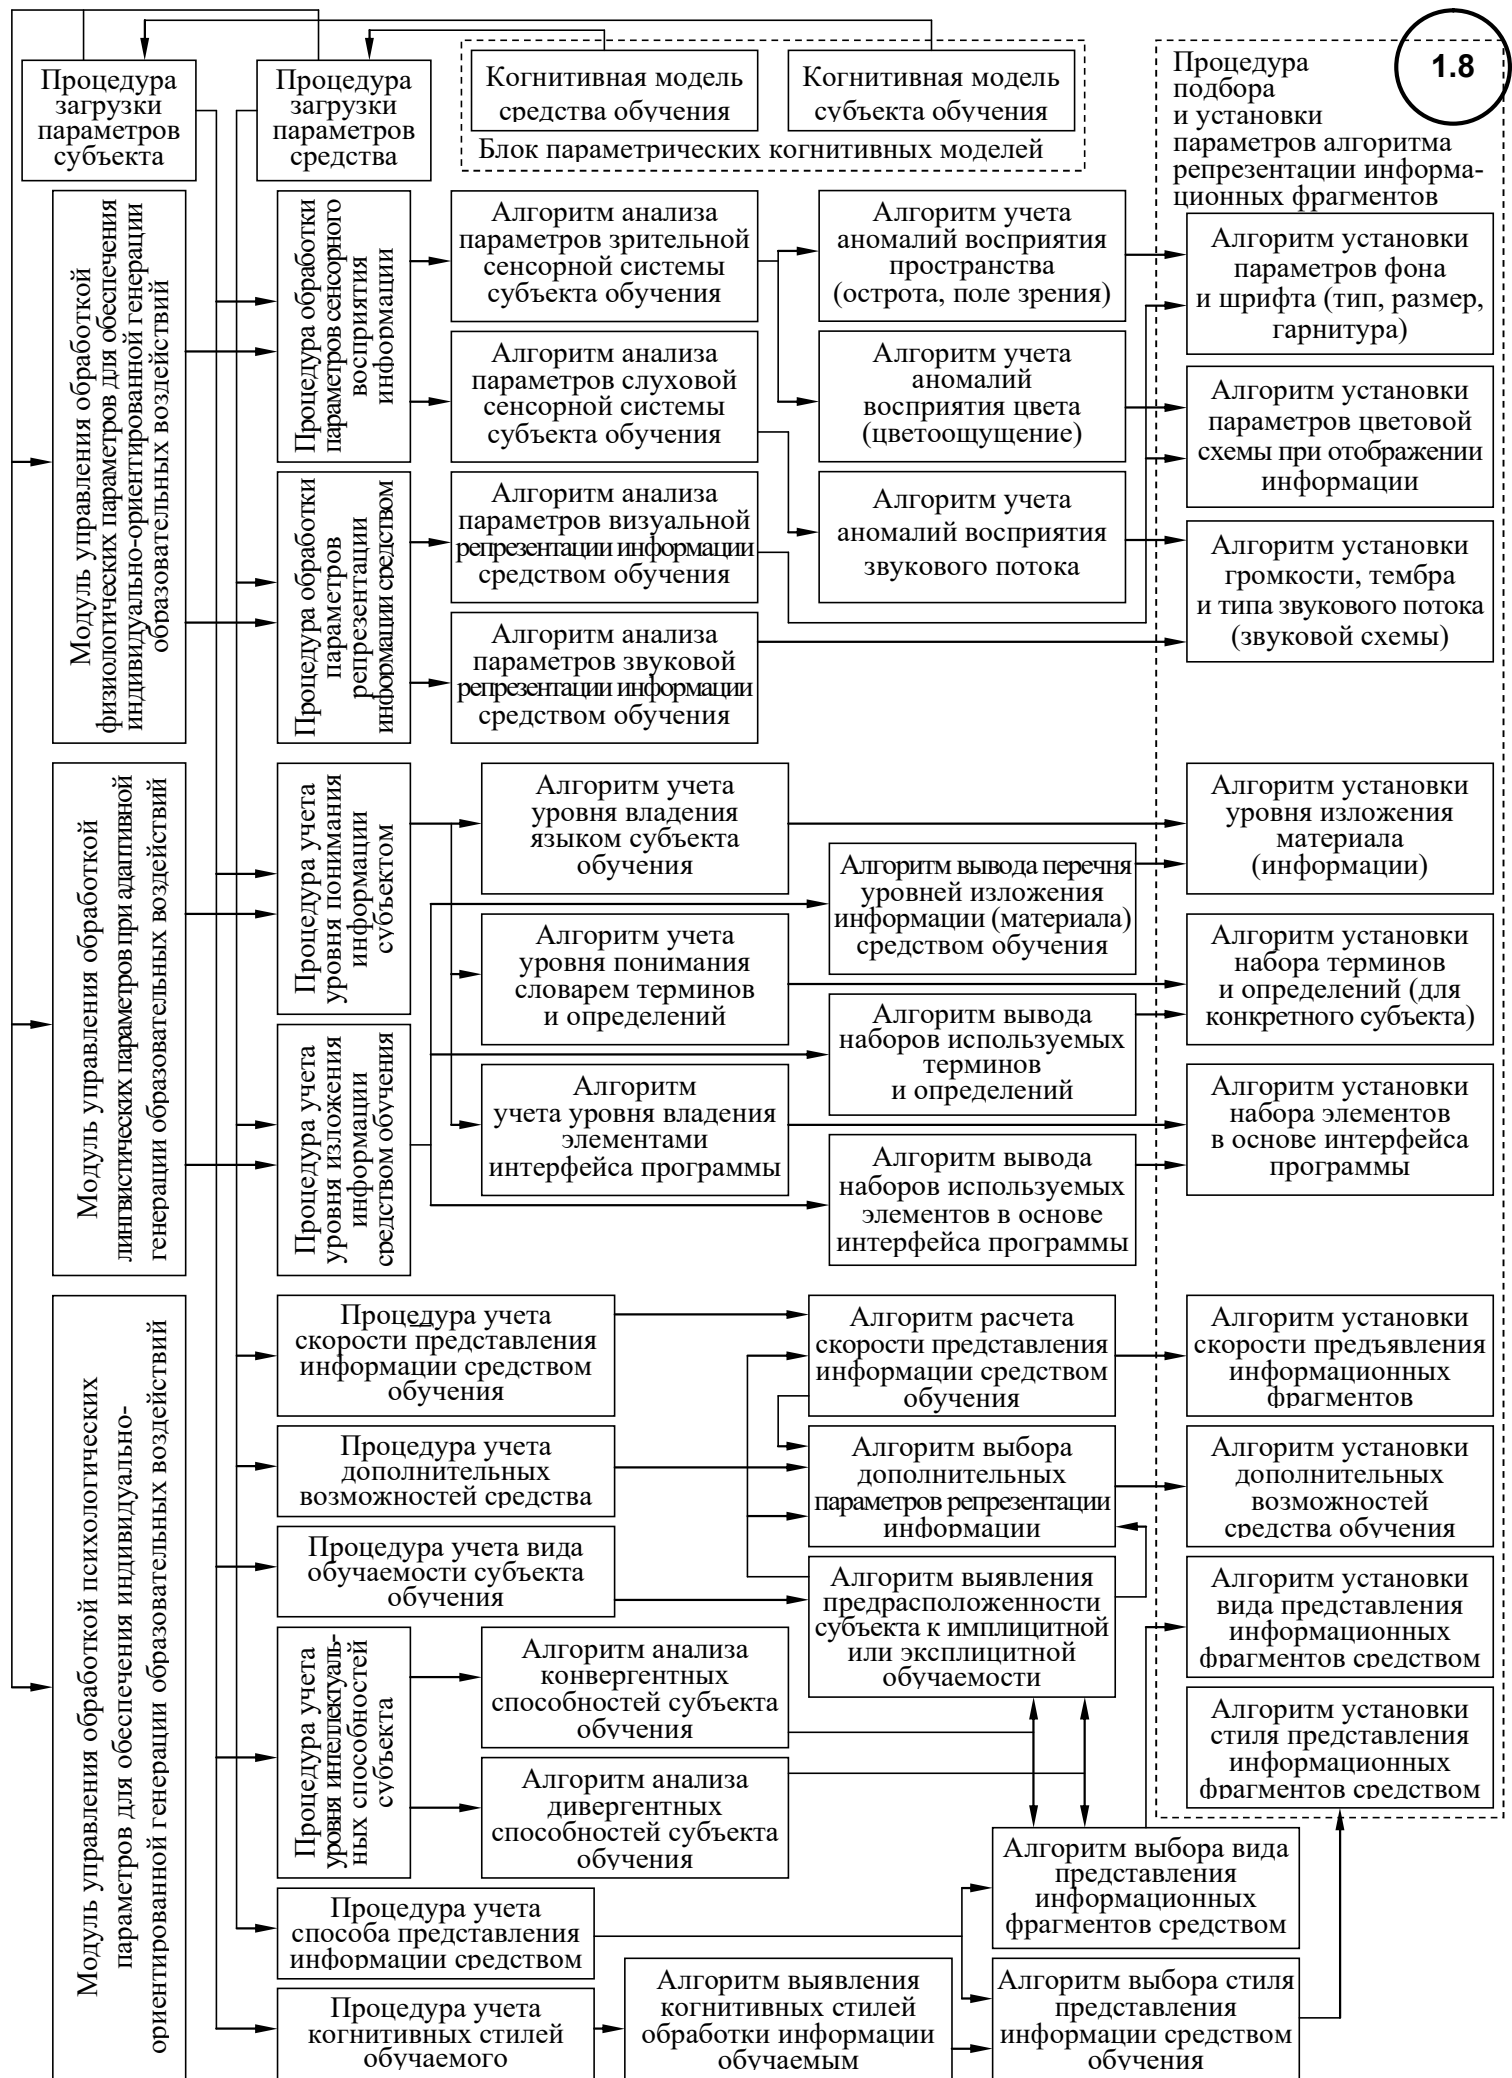 1.8
Процедура
загрузки
параметров
субъекта
Процедура
загрузки
параметров
средства
Когнитивная модель
средства обучения
Когнитивная модель
субъекта обучения
Блок параметрических когнитивных моделей
Процедура
подбора
и установки
параметров алгоритма
репрезентации информа-
ционных фрагментов
Модуль управления обработкой
физиологических параметров для обеспечения
индивидуально-ориентированной генерации
образовательных воздействий
Процедура обработки
параметров сенсорного
восприятия
информации
Алгоритм анализа
параметров зрительной
сенсорной системы
субъекта обучения
Алгоритм учета
аномалий восприятия
пространства
(острота, поле зрения)
Алгоритм установки
параметров фона
и шрифта (тип, размер,
гарнитура)
Алгоритм анализа
параметров слуховой
сенсорной системы
субъекта обучения
Алгоритм учета
аномалий
восприятия цвета
(цветоощущение)
Алгоритм установки
параметров цветовой
схемы при отображении
информации
Процедура обработки
параметров
репрезентации
информации средством
Алгоритм анализа
параметров визуальной
репрезентации информации
средством обучения
Алгоритм учета
аномалий восприятия
звукового потока
Алгоритм установки
громкости, тембра
и типа звукового потока
(звуковой схемы)
Алгоритм анализа
параметров звуковой
репрезентации информации
средством обучения
Модуль управления обработкой
лингвистических параметров при адаптивной
генерации образовательных воздействий
Процедура учета
уровня понимания
информации
субъектом
Алгоритм учета
уровня владения
языком субъекта
обучения
Алгоритм установки
уровня изложения
материала
(информации)
Алгоритм вывода перечня
уровней изложения
информации (материала)
средством обучения
Алгоритм учета
уровня понимания
словарем терминов
и определений
Алгоритм установки
набора терминов
и определений (для
конкретного субъекта)
Процедура учета
уровня изложения
информации
средством обучения
Алгоритм вывода
наборов используемых
терминов
и определений
Алгоритм
учета уровня владения
элементами
интерфейса программы
Алгоритм установки
набора элементов
в основе интерфейса
программы
Алгоритм вывода
наборов используемых
элементов в основе
интерфейса программы
Модуль управления обработкой психологических
параметров для обеспечения индивидуально-
ориентированной генерации образовательных воздействий
Процедура учета
скорости представления
информации средством
обучения
Алгоритм расчета
скорости представления
информации средством
обучения
Алгоритм установки
скорости предъявления
информационных
фрагментов
Процедура учета
дополнительных
возможностей средства
Алгоритм выбора
дополнительных
параметров репрезентации
информации
Алгоритм установки
дополнительных
возможностей
средства обучения
Процедура учета вида
обучаемости субъекта
обучения
Алгоритм выявления
предрасположенности
субъекта к имплицитной
или эксплицитной
обучаемости
Алгоритм установки
вида представления
информационных
фрагментов средством
Процедура учета
уровня интеллектуаль-
ных способностей
субъекта
Алгоритм анализа
конвергентных
способностей субъекта
обучения
Алгоритм установки
стиля представления
информационных
фрагментов средством
Алгоритм анализа
дивергентных
способностей субъекта
обучения
Алгоритм выбора вида
представления
информационных
фрагментов средством
Процедура учета
способа представления
информации средством
Процедура учета
когнитивных стилей
обучаемого
Алгоритм выявления
когнитивных стилей
обработки информации
обучаемым
Алгоритм выбора стиля
представления
информации средством
обучения